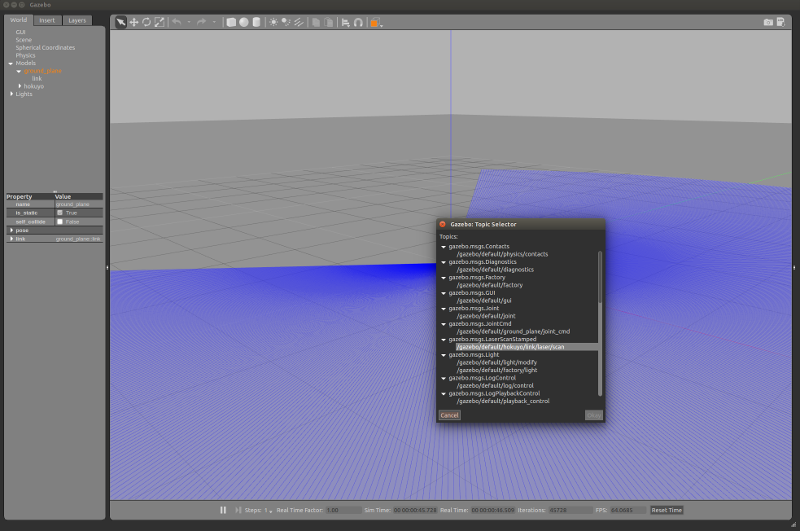 Gazebo
World Insert Layers
GUI
Scene
Spherical Coordinates
Physics
Models
ground_plane
link
hokuyo
Lights
Property Value
name ground_plane
is_static True
self_collide False
pose
link ground_plane::link
Gazebo: Topic Selector
Topics:
gazebo.msgs.Contacts
/gazebo/default/physics/contacts
gazebo.msgs.Diagnostics
/gazebo/default/diagnostics
gazebo.msgs.Factory
/gazebo/default/factory
gazebo.msgs.GUI
/gazebo/default/gui
gazebo.msgs.Joint
/gazebo/default/joint
gazebo.msgs.JointCmd
/gazebo/default/ground_plane/joint_cmd
gazebo.msgs.LaserScanStamped
/gazebo/default/hokuyo/link/laser/scan
gazebo.msgs.Light
/gazebo/default/light/modify
/gazebo/default/factory/light
gazebo.msgs.LogControl
/gazebo/default/log/control
gazebo.msgs.LogPlaybackControl
/gazebo/default/playback_control
Cancel Okay
Steps: 1 Real Time Factor: 1.00 Sim Time: 00 00:00:45.728 Real Time: 00 00:00:46.509 Iterations: 45728 FPS: 64.0685 Reset Time